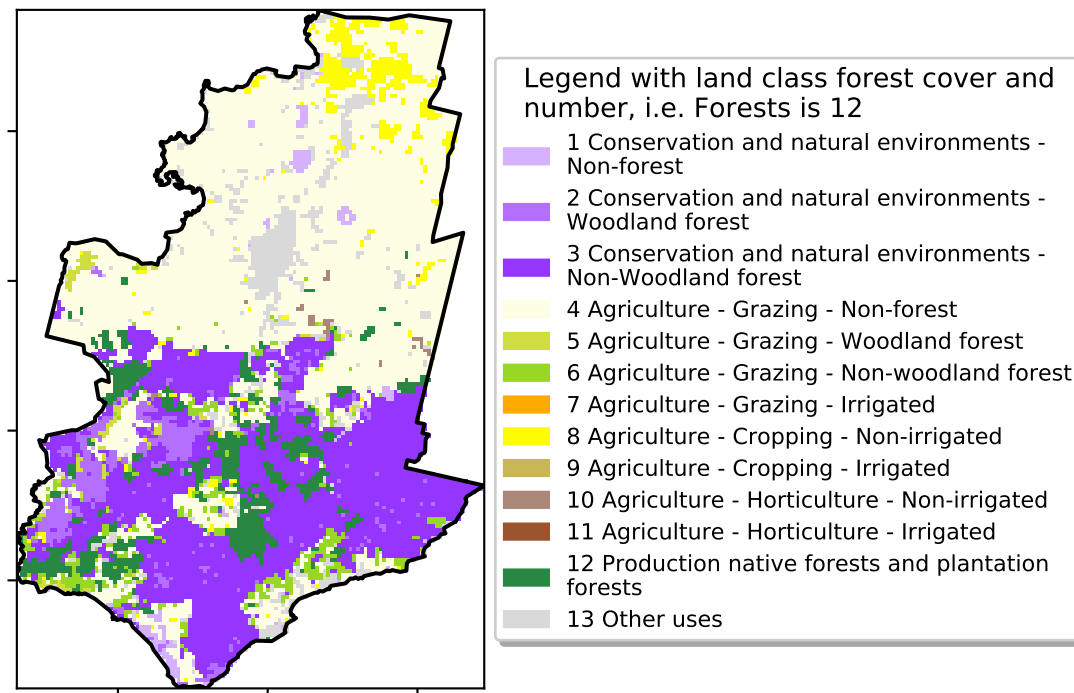 Legend with land class forest cover and
number, i.e. Forests is 12
1 Conservation and natural environments -
Non-forest
2 Conservation and natural environments -
Woodland forest
3 Conservation and natural environments -
Non-Woodland forest
4 Agriculture - Grazing - Non-forest
5 Agriculture - Grazing - Woodland forest
6 Agriculture - Grazing - Non-woodland forest
7 Agriculture - Grazing - Irrigated
8 Agriculture - Cropping - Non-irrigated
9 Agriculture - Cropping - Irrigated
10 Agriculture - Horticulture - Non-irrigated
11 Agriculture - Horticulture - Irrigated
12 Production native forests and plantation
forests
13 Other uses